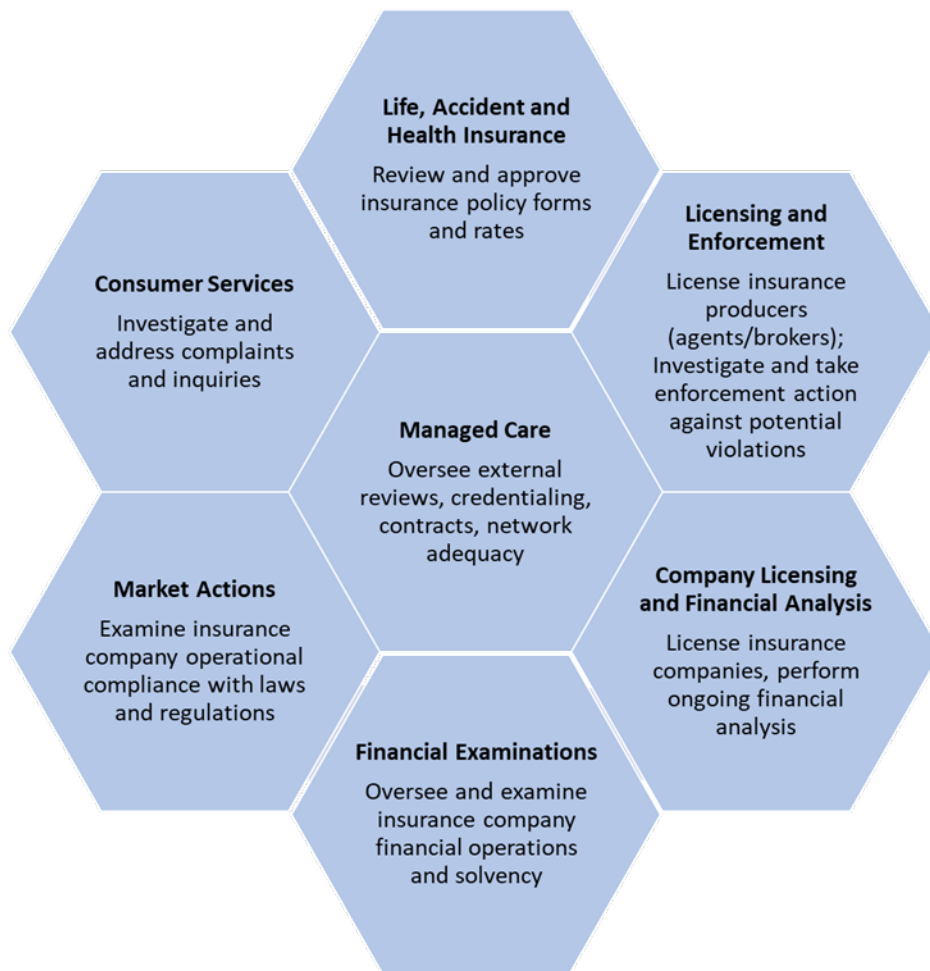 Life, Accident and
Health Insurance
Review and approve
insurance policy forms
and rates
Licensing and
Enforcement
License insurance
producers
(agents/brokers);
Investigate and take
enforcement action
against potential
violations
Consumer Services
Investigate and
address complaints
and inquiries
Managed Care
Oversee external
reviews, credentialing,
contracts, network
adequacy
Market Actions
Examine insurance
company operational
compliance with laws
and regulations
Company Licensing
and Financial Analysis
License insurance
companies, perform
ongoing financial
analysis
Financial Examinations
Oversee and examine
insurance company
financial operations
and solvency